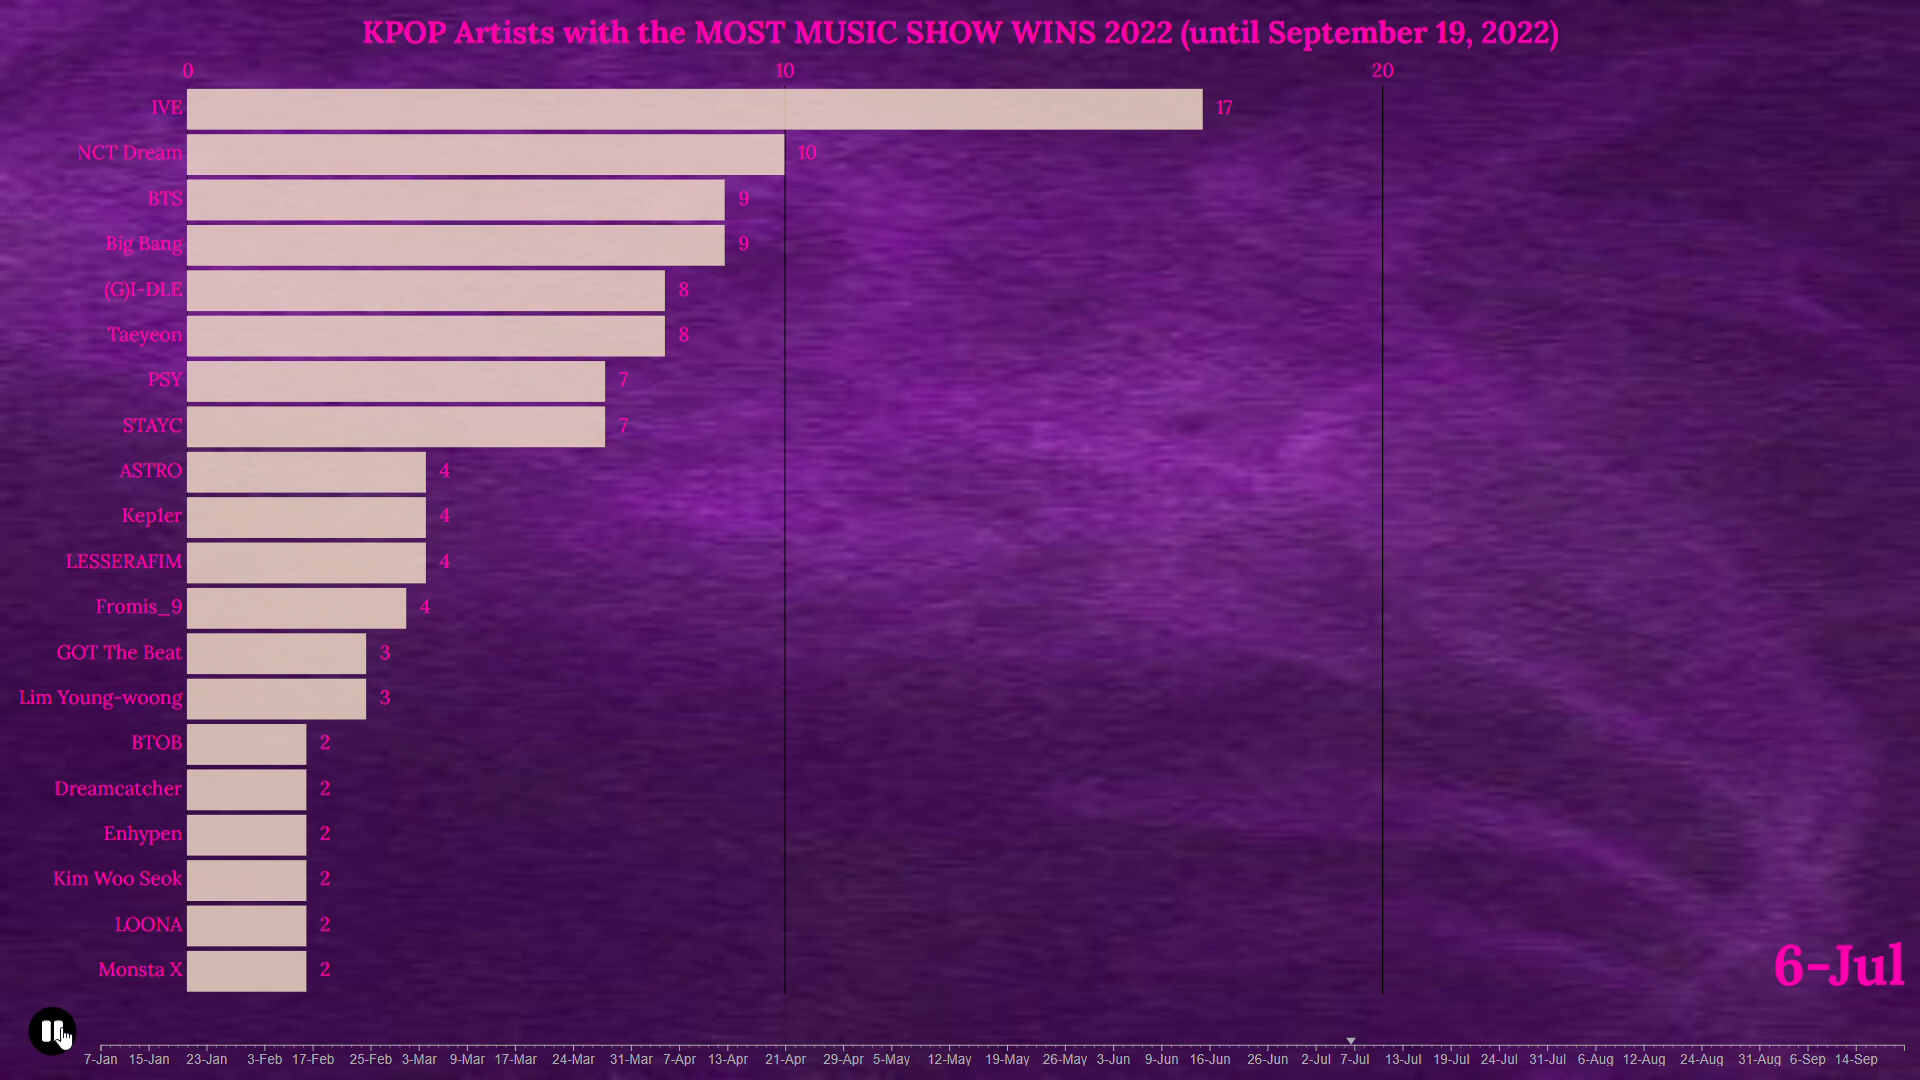 KPOP Artists with the MOST MUSIC SHOW WINS 2022 (until September 19, 2022)
0 10 20
IVE 17
NCT Dream 10
BTS 9
Big Bang 9
(G)I-DLE 8
Taeyeon 8
PSY 7
STAYC 7
ASTRO 4
Kep1er 4
LESSERAFIM 4
Fromis_9 4
GOT The Beat 3
Lim Young-woong 3
BTOB 2
Dreamcatcher 2
Enhypen 2
Kim Woo Seok 2
LOONA 2
Monsta X 2
6-Jul
7-Jan 15-Jan 23-Jan 3-Feb 17-Feb 25-Feb 3-Mar 9-Mar 17-Mar 24-Mar 31-Mar 7-Apr 13-Apr 21-Apr 29-Apr 5-May 12-May 19-May 26-May 3-Jun 9-Jun 16-Jun 26-Jun 2-Jul 7-Jul 13-Jul 19-Jul 24-Jul 31-Jul 6-Aug 12-Aug 24-Aug 31-Aug 6-Sep 14-Sep